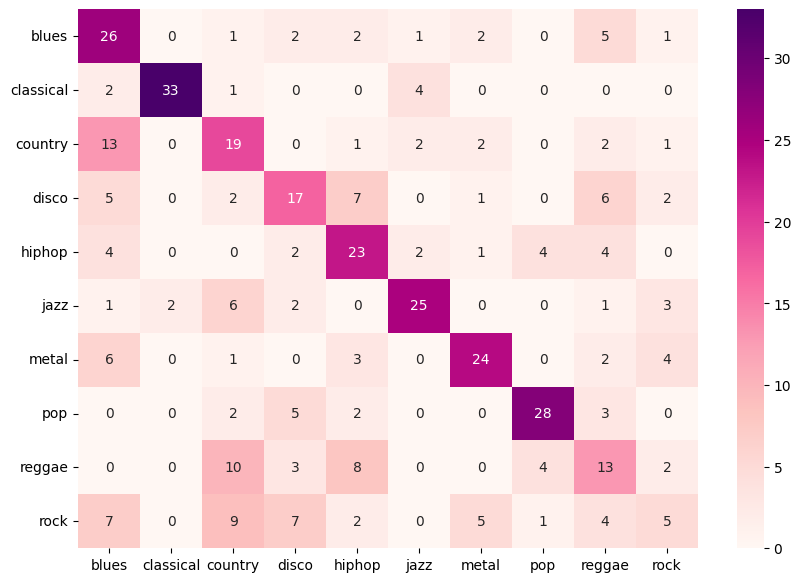 blues 26 0 1 2 2 1 2 0 5 1
classical 2 33 1 0 0 4 0 0 0 0
country 13 0 19 0 1 2 2 0 2 1
disco 5 0 2 17 7 0 1 0 6 2
hiphop 4 0 0 2 23 2 1 4 4 0
jazz 1 2 6 2 0 25 0 0 1 3
metal 6 0 1 0 3 0 24 0 2 4
pop 0 0 2 5 2 0 0 28 3 0
reggae 0 0 10 3 8 0 0 4 13 2
rock 7 0 9 7 2 0 5 1 4 5
blues classical country disco hiphop jazz metal pop reggae rock
30
25
20
15
10
5
0